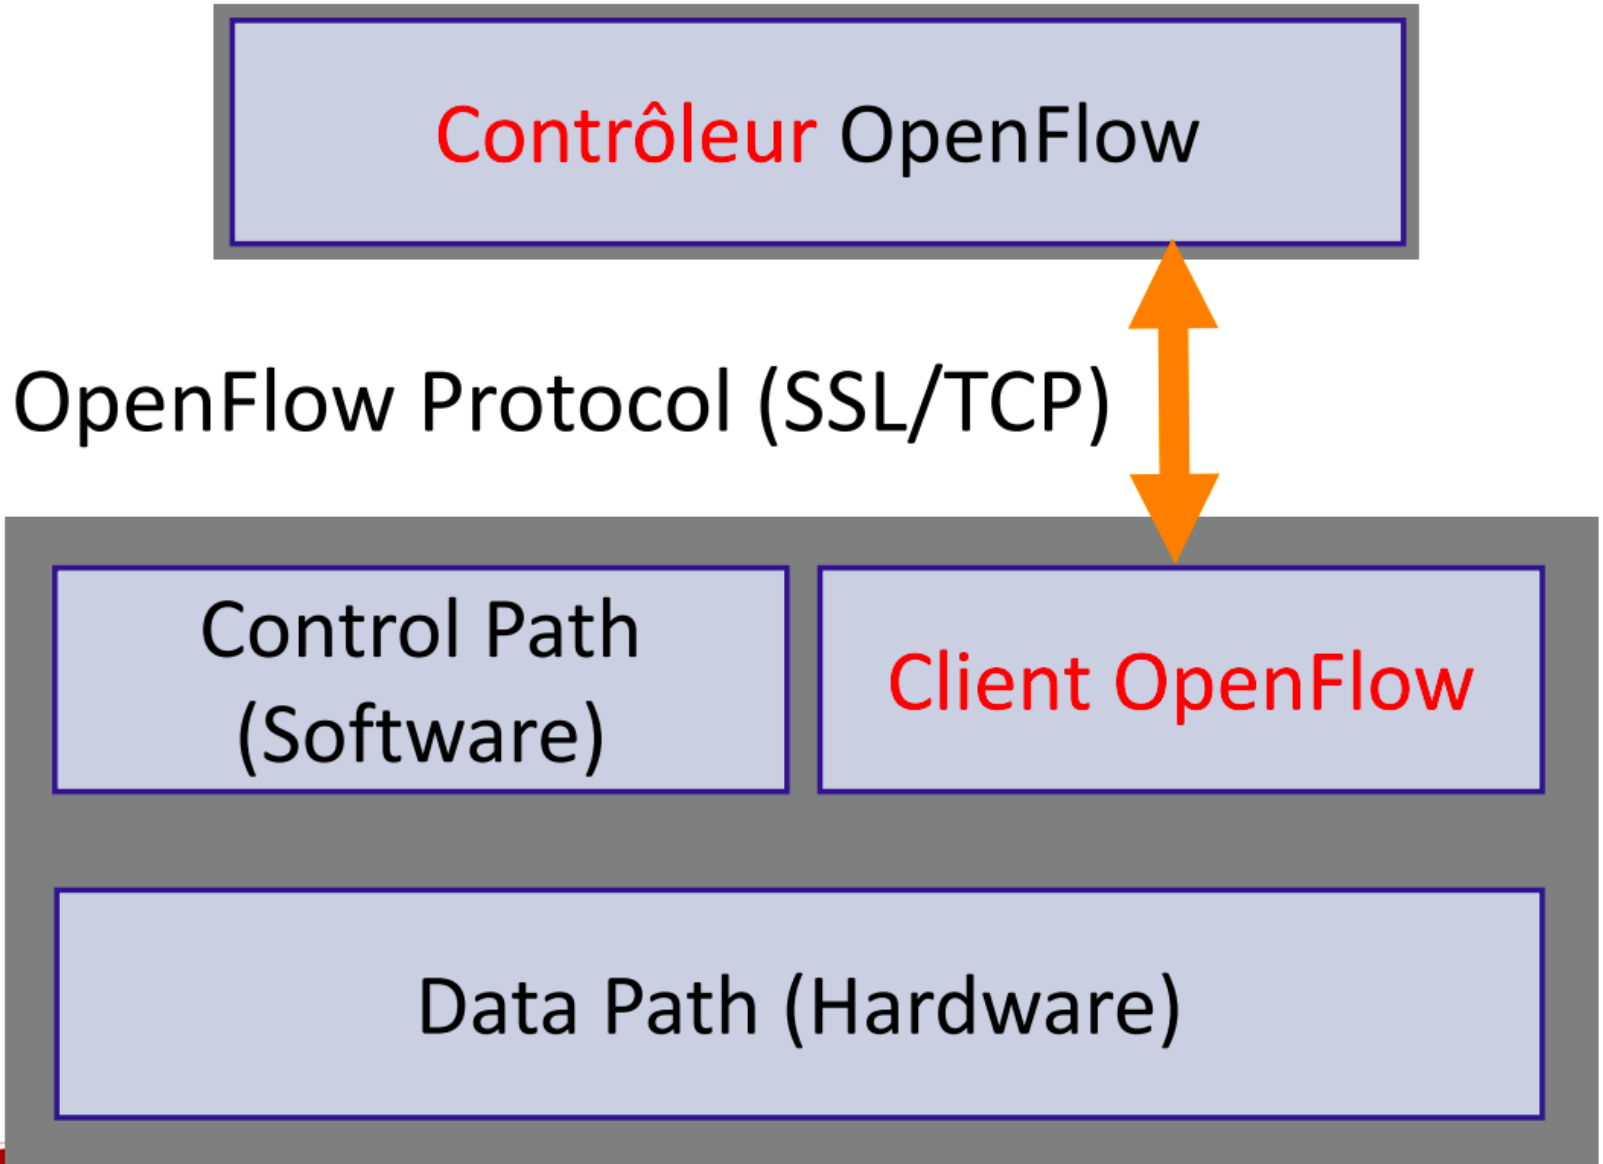 Contrôleur OpenFlow
OpenFlow Protocol (SSL/TCP)
Control Path
(Software)
Client OpenFlow
Data Path (Hardware)